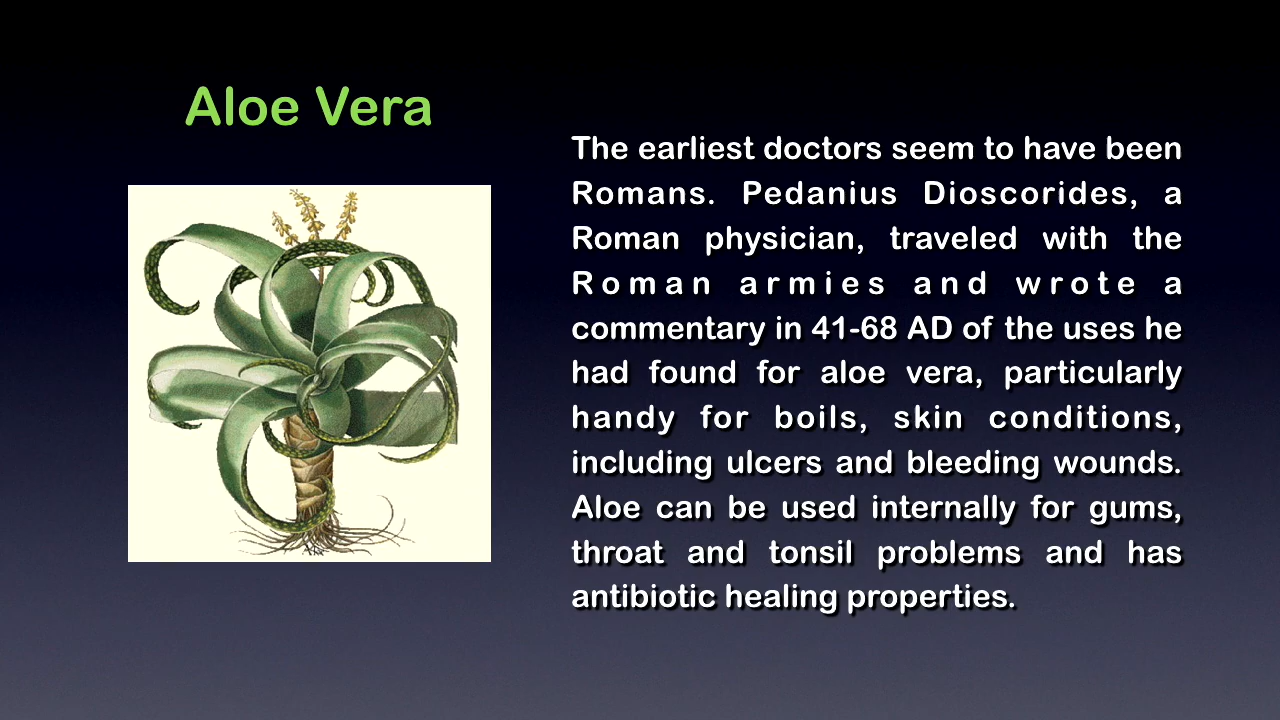 Aloe Vera
The earliest doctors seem to have been
Romans. Pedanius Dioscorides, a
Roman physician, traveled with the
Roman armies and wrote a
commentary in 41-68 AD of the uses he
had found for aloe vera, particularly
handy for boils, skin conditions,
including ulcers and bleeding wounds.
Aloe can be used internally for gums,
throat and tonsil problems and has
antibiotic healing properties.